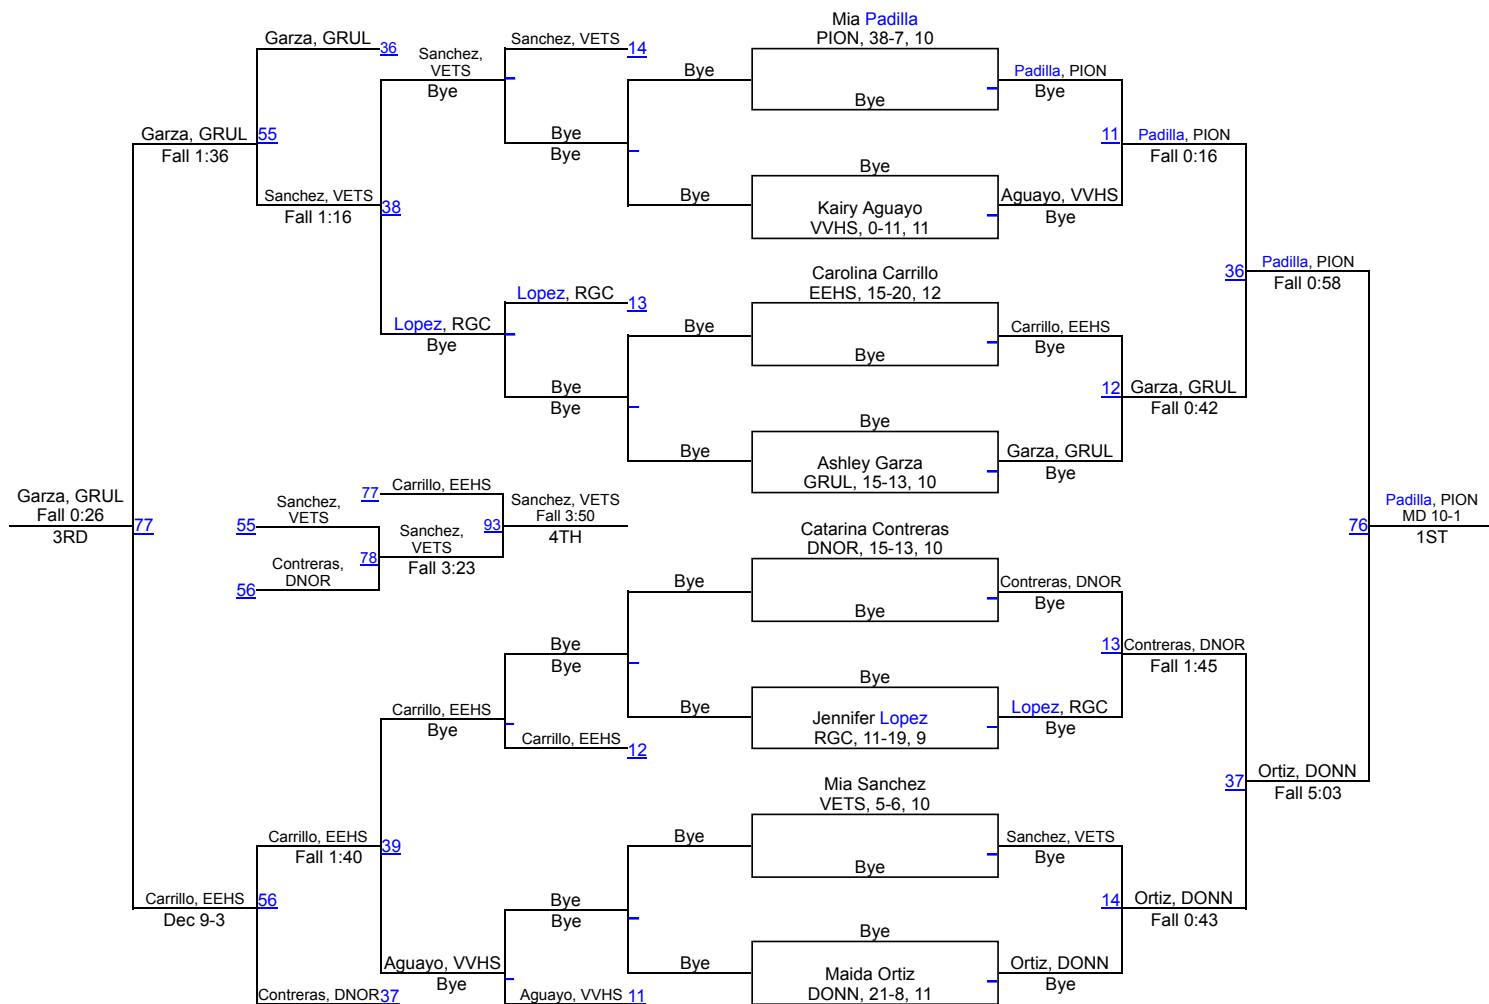 Mia Padilla
PION, 38-7, 10
Garza, GRUL
36
Sanchez, VETS
14
Sanchez,
VETS
Bye
Bye
Padilla, PION
Bye
Bye
Garza, GRUL
55
Fall 1:36
Bye
Bye
11
Padilla, PION
Fall 0:16
Sanchez, VETS
38
Fall 1:16
Bye
Bye
Kairy Aguayo
VVHS, 0-11, 11
Aguayo, VVHS
Bye
Carolina Carrillo
EEHS, 15-20, 12
36
Padilla, PION
Fall 0:58
Lopez, RGC
13
Lopez, RGC
Bye
Bye
Carrillo, EEHS
Bye
Bye
Bye
Bye
12
Garza, GRUL
Fall 0:42
Bye
Bye
Ashley Garza
GRUL, 15-13, 10
Garza, GRUL
Bye
Garza, GRUL
Fall 0:26
3RD
77
77
Carrillo, EEHS
Sanchez, VETS
Fall 3:50
4TH
93
Sanchez,
VETS
55
Sanchez,
VETS
Fall 3:23
78
Contreras,
DNOR
56
Catarina Contreras
DNOR, 15-13, 10
76
Padilla, PION
MD 10-1
1ST
Bye
Bye
Contreras, DNOR
Bye
Bye
Bye
13
Contreras, DNOR
Fall 1:45
Bye
Bye
Jennifer Lopez
RGC, 11-19, 9
Lopez, RGC
Bye
Carrillo, EEHS
Bye
Carrillo, EEHS
12
Mia Sanchez
VETS, 5-6, 10
37
Ortiz, DONN
Fall 5:03
Carrillo, EEHS
39
Fall 1:40
Bye
Bye
Sanchez, VETS
Bye
Carrillo, EEHS
56
Dec 9-3
Bye
Bye
14
Ortiz, DONN
Fall 0:43
Bye
Aguayo, VVHS
Bye
Bye
Maida Ortiz
DONN, 21-8, 11
Ortiz, DONN
Bye
Contreras, DNOR
37
Aguayo, VVHS
11